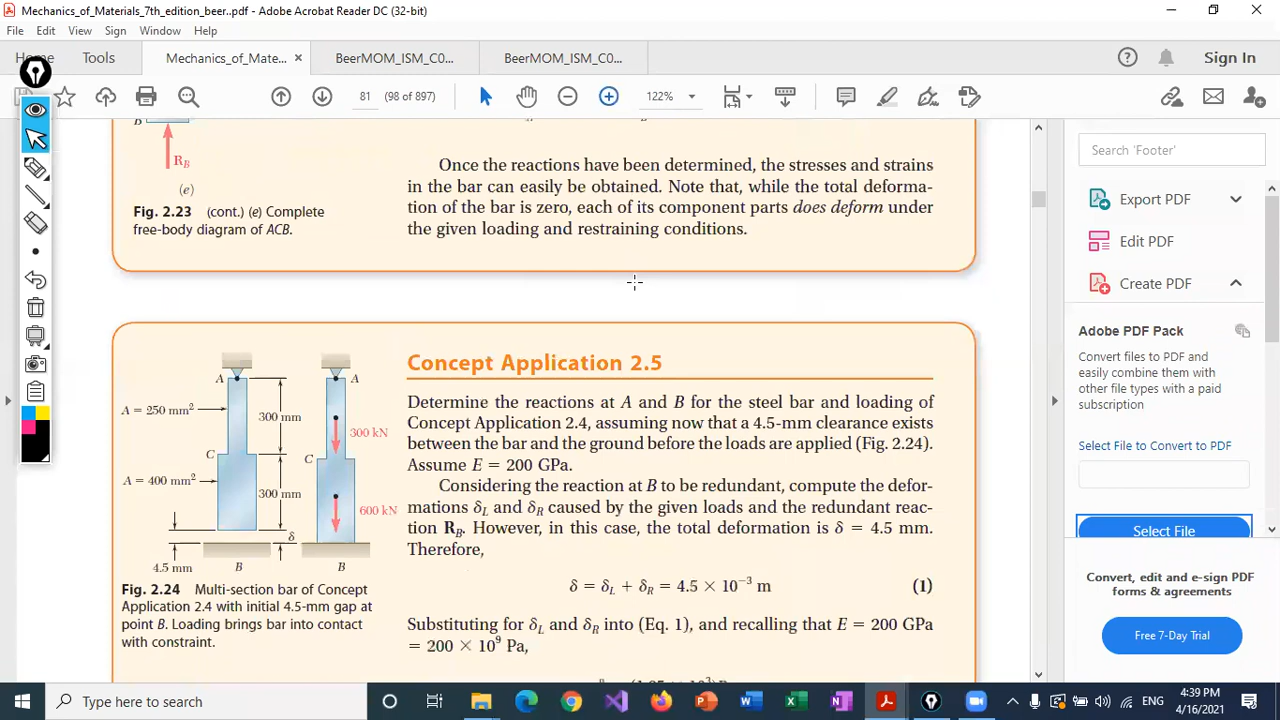 Mechanics_of_Materials_7th_edition_beer..pdf - Adobe Acrobat Reader DC (32-bit)
File Edit View Sign Window Help
Home Tools Mechanics_of_Mate... × BeerMOM_ISM_C0... BeerMOM_ISM_C0... Sign In
81 (98 of 897) 122%
B
R_B
(e)
Fig. 2.23 (cont.) (e) Complete
free-body diagram of ACB.
Once the reactions have been determined, the stresses and strains
in the bar can easily be obtained. Note that, while the total deforma-
tion of the bar is zero, each of its component parts does deform under
the given loading and restraining conditions.
A A
A = 250 mm²
300 mm
300 kN
C C
A = 400 mm²
300 mm
600 kN
δ
4.5 mm B B
Fig. 2.24 Multi-section bar of Concept
Application 2.4 with initial 4.5-mm gap at
point B. Loading brings bar into contact
with constraint.
Concept Application 2.5
Determine the reactions at A and B for the steel bar and loading of
Concept Application 2.4, assuming now that a 4.5-mm clearance exists
between the bar and the ground before the loads are applied (Fig. 2.24).
Assume E = 200 GPa.
Considering the reaction at B to be redundant, compute the defor-
mations δ_L and δ_R caused by the given loads and the redundant reac-
tion R_B. However, in this case, the total deformation is δ = 4.5 mm.
Therefore,
δ = δ_L + δ_R = 4.5 × 10⁻³ m (1)
Substituting for δ_L and δ_R into (Eq. 1), and recalling that E = 200 GPa
= 200 × 10⁹ Pa,
Search 'Footer'
Export PDF
Edit PDF
Create PDF
Adobe PDF Pack
Convert files to PDF and
easily combine them with
other file types with a paid
subscription
Select File to Convert to PDF
Select File
Convert, edit and e-sign PDF
forms & agreements
Free 7-Day Trial
Type here to search
ENG
4:39 PM
4/16/2021